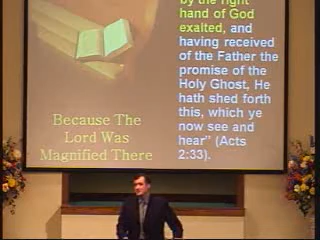 by the right
hand of God
exalted, and
having received
of the Father the
promise of the
Holy Ghost, He
hath shed forth
this, which ye
now see and
hear" (Acts
2:33).
Because The
Lord Was
Magnified There